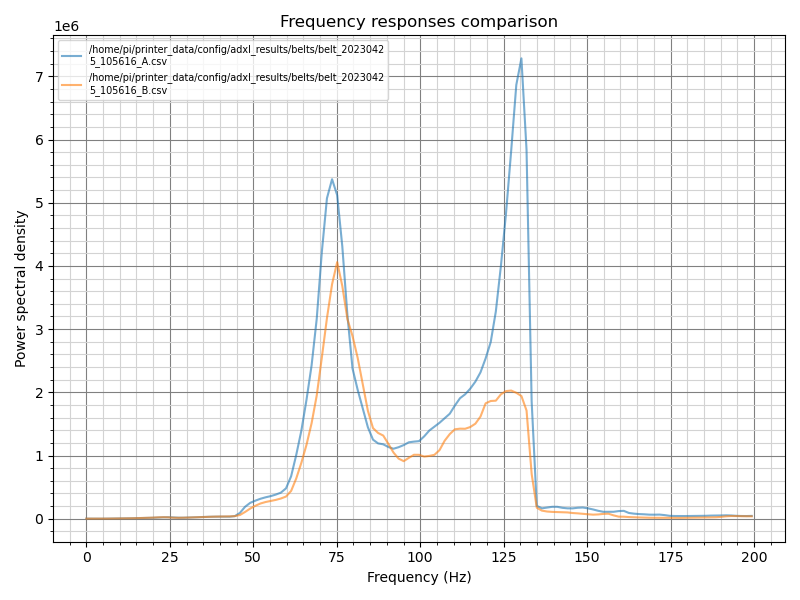 Frequency responses comparison
1e6
/home/pi/printer_data/config/adxl_results/belts/belt_2023042
5_105616_A.csv
/home/pi/printer_data/config/adxl_results/belts/belt_2023042
5_105616_B.csv
7
6
5
4
3
2
1
0
Power spectral density
0 25 50 75 100 125 150 175 200
Frequency (Hz)